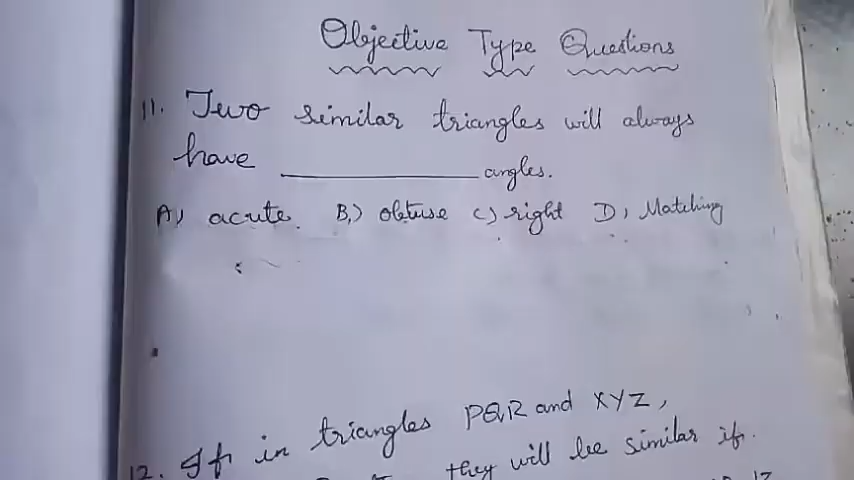 Objective Type Questions
11. Two similar triangles will always
have __________ angles.
A) acute. B,) obtuse C) right D, Matching
12. If in triangles PQR and XYZ,
they will be similar if.